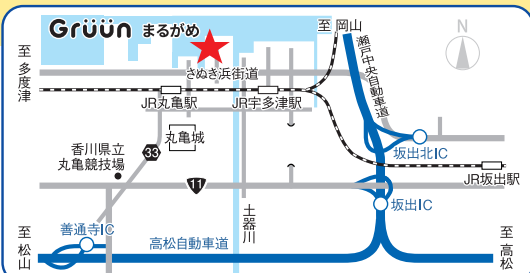 Grüün まるがめ
至岡山
N
至多度津
さぬき浜街道
瀬戸中央自動車道
JR丸亀駅
JR宇多津駅
丸亀城
香川県立
丸亀競技場
33
坂出北IC
JR坂出駅
11
坂出IC
土器川
善通寺IC
高松自動車道
至松山
至高松